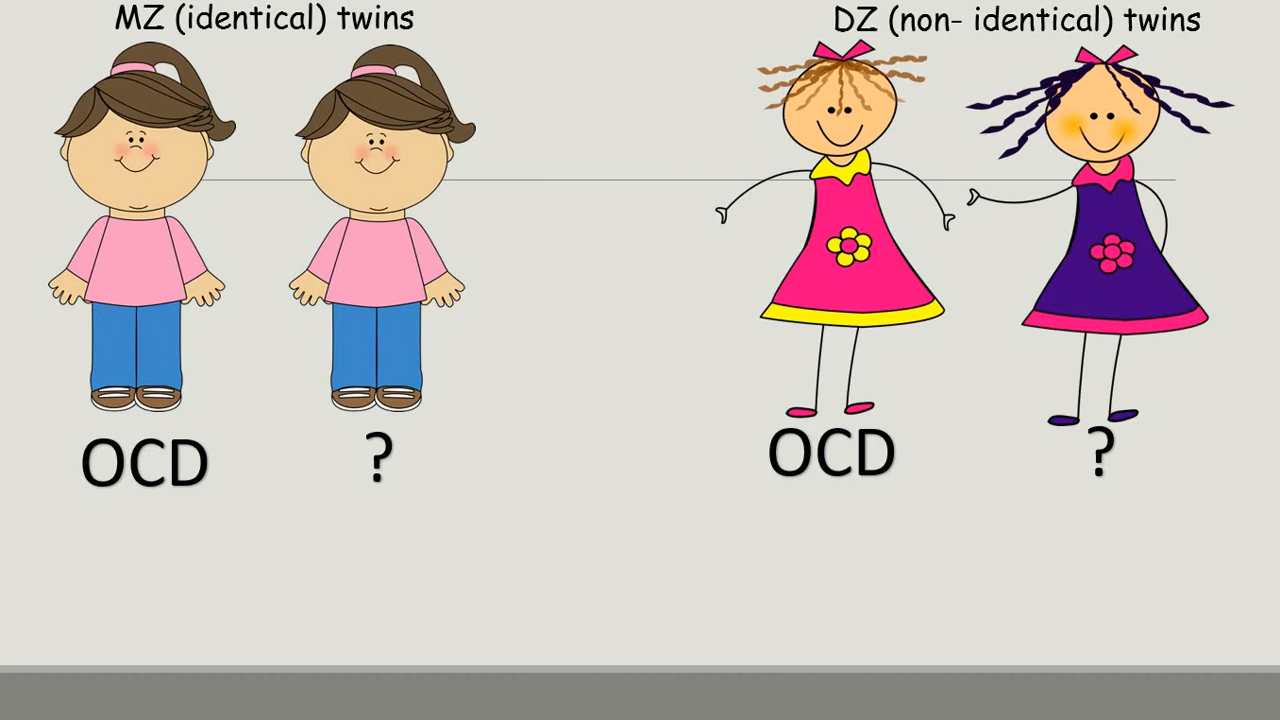 MZ (identical) twins
DZ (non- identical) twins
OCD
?
OCD
?